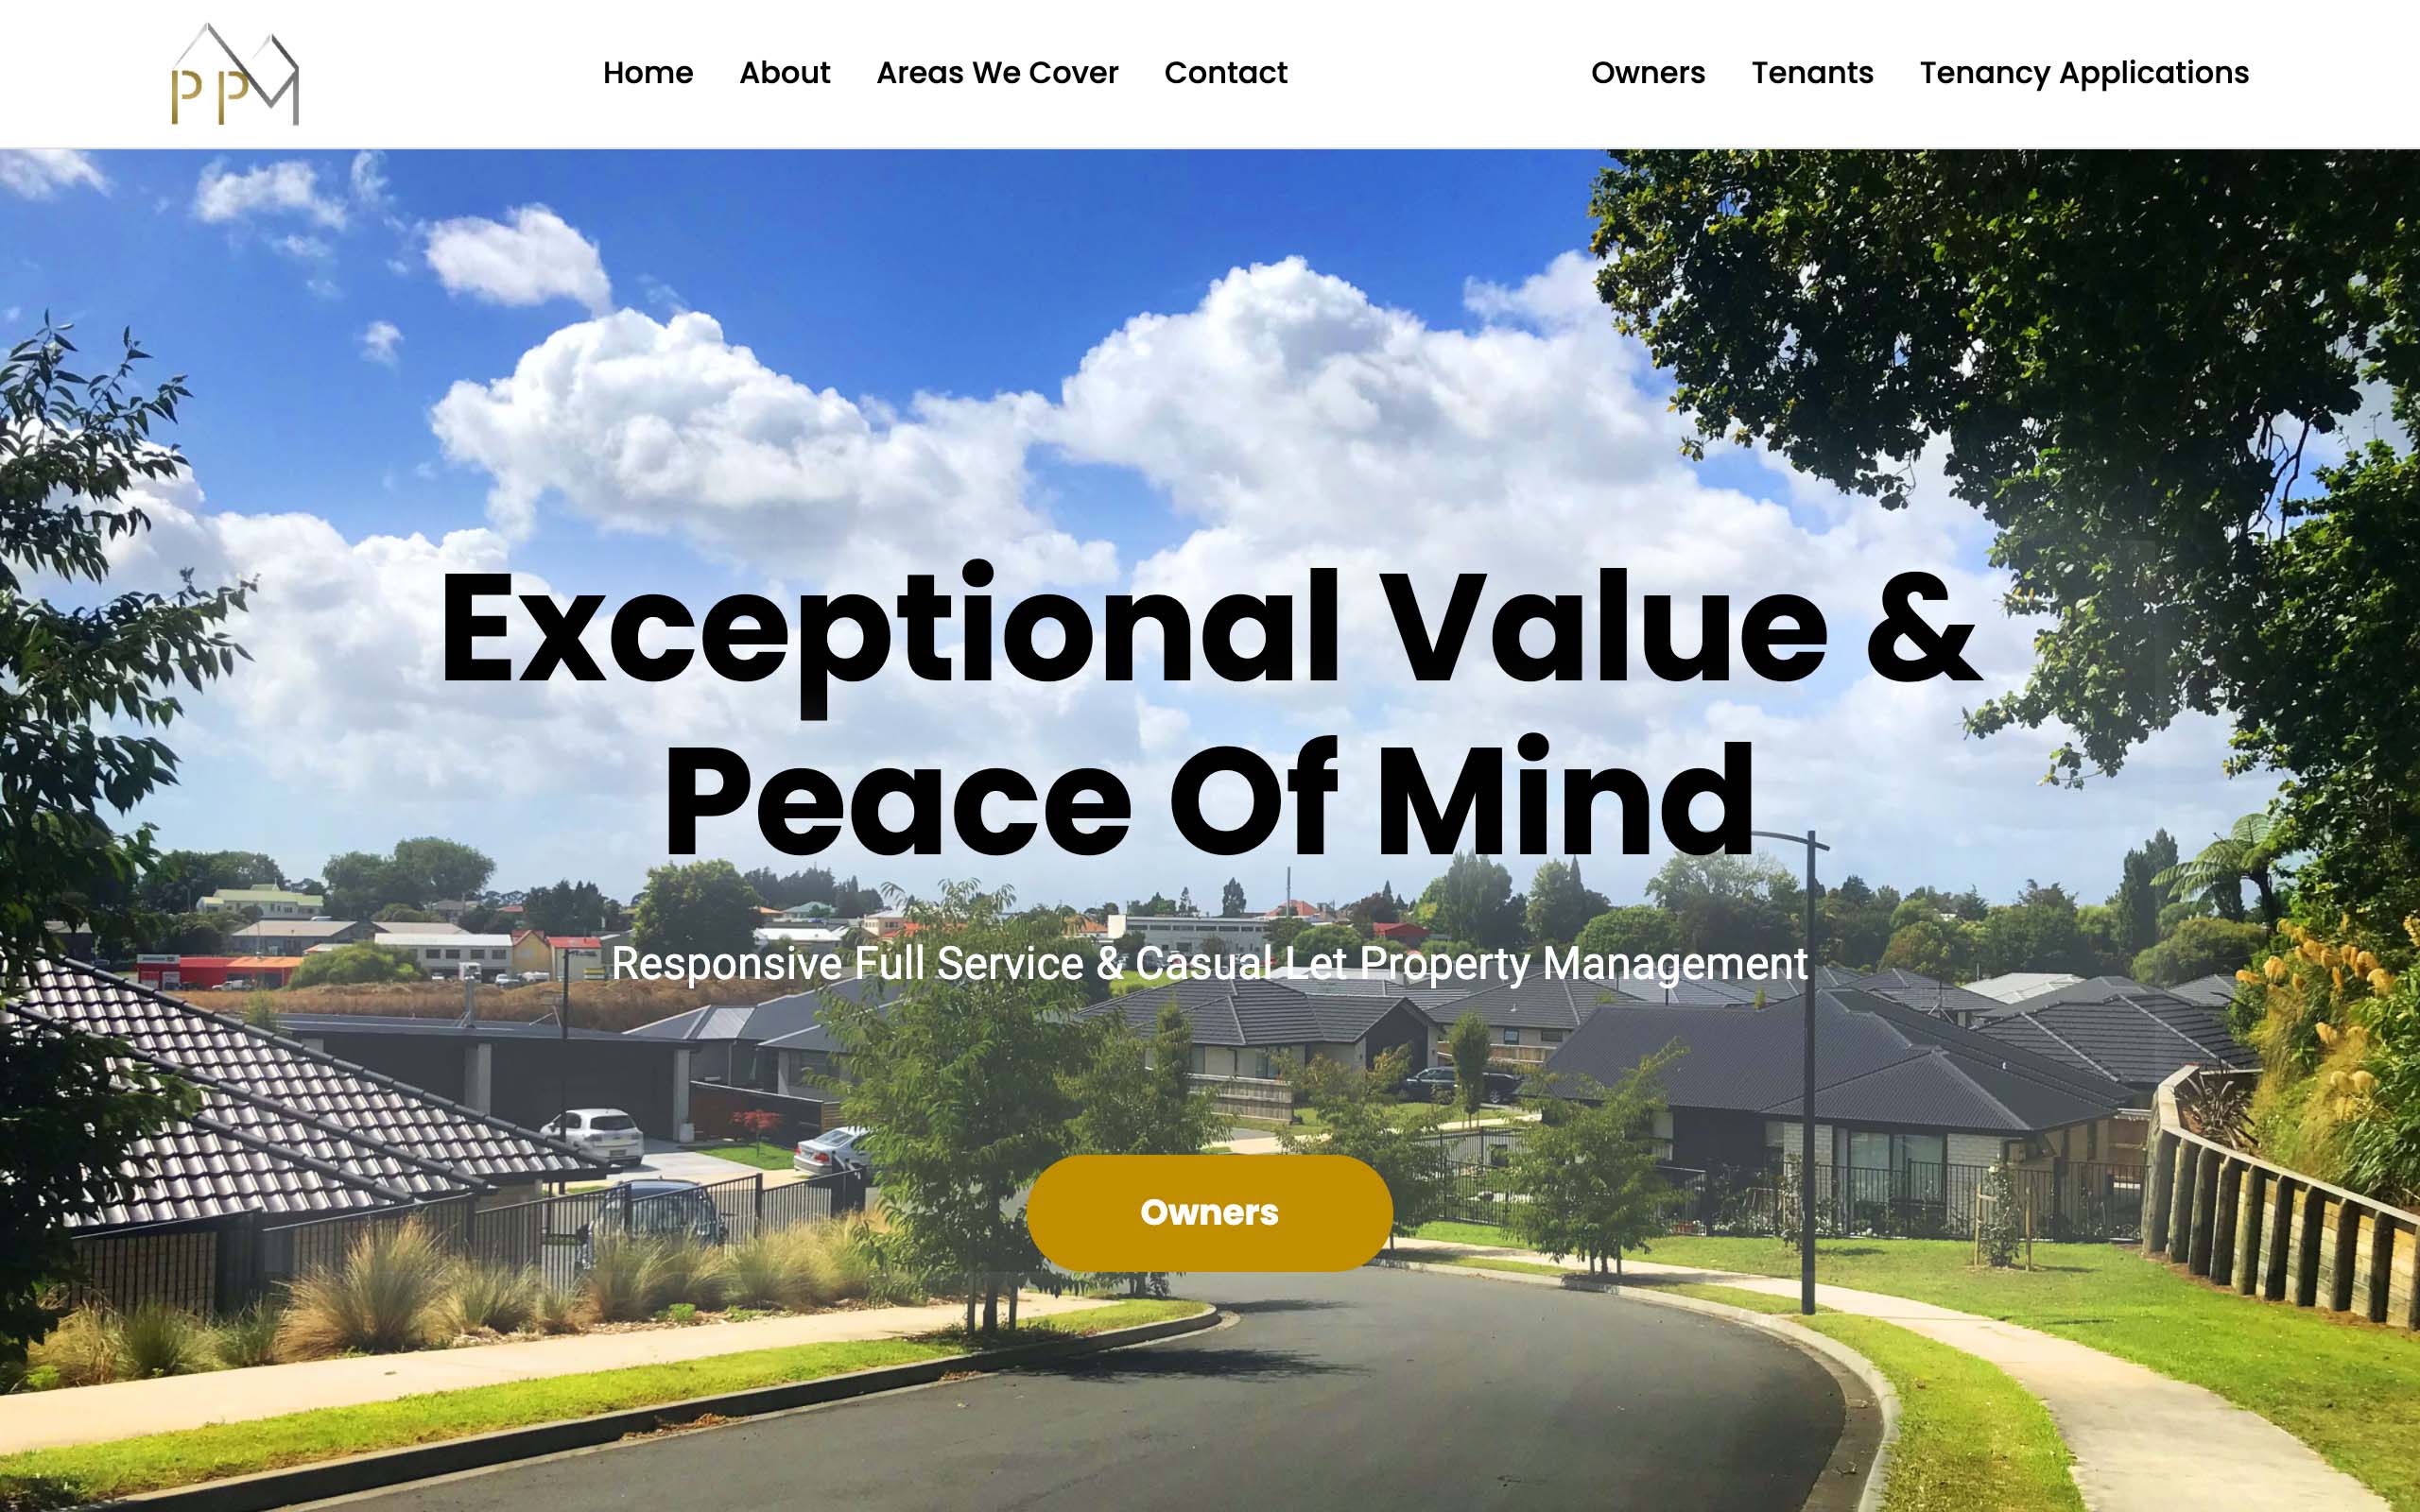 PPM
Home About Areas We Cover Contact Owners Tenants Tenancy Applications
Exceptional Value &
Peace Of Mind
Responsive Full Service & Casual Let Property Management
Owners